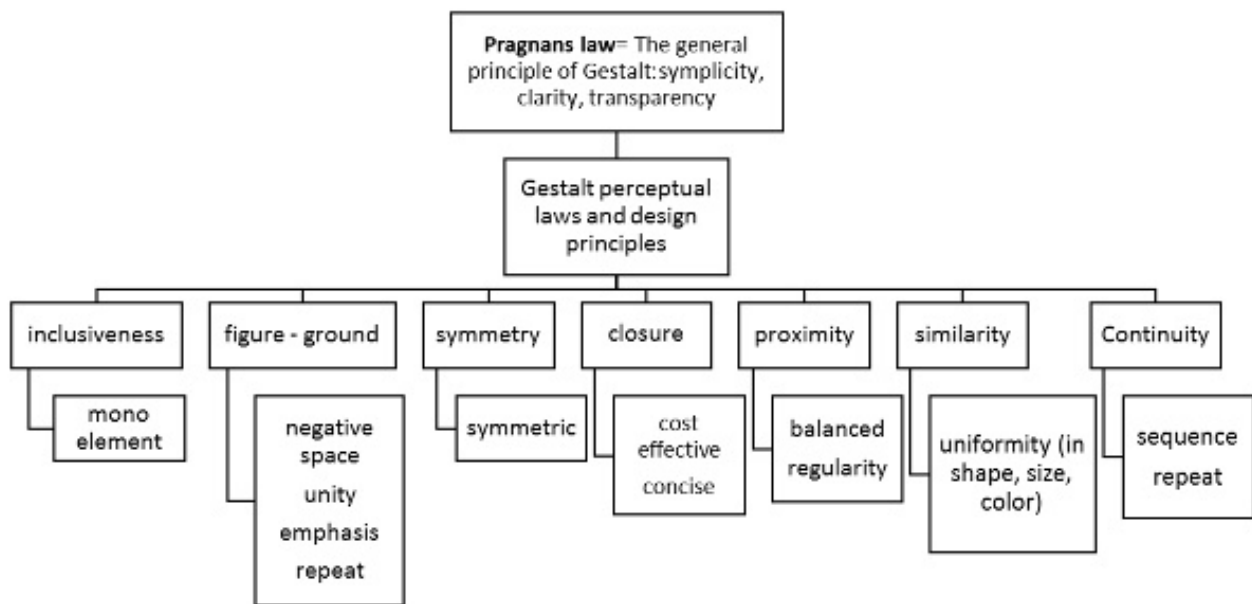 Pragnans law= The general
principle of Gestalt:symplicity,
clarity, transparency
Gestalt perceptual
laws and design
principles
inclusiveness
figure - ground
symmetry
closure
proximity
similarity
Continuity
mono
element
negative
space
unity
emphasis
repeat
symmetric
cost
effective
concise
balanced
regularity
uniformity (in
shape, size,
color)
sequence
repeat